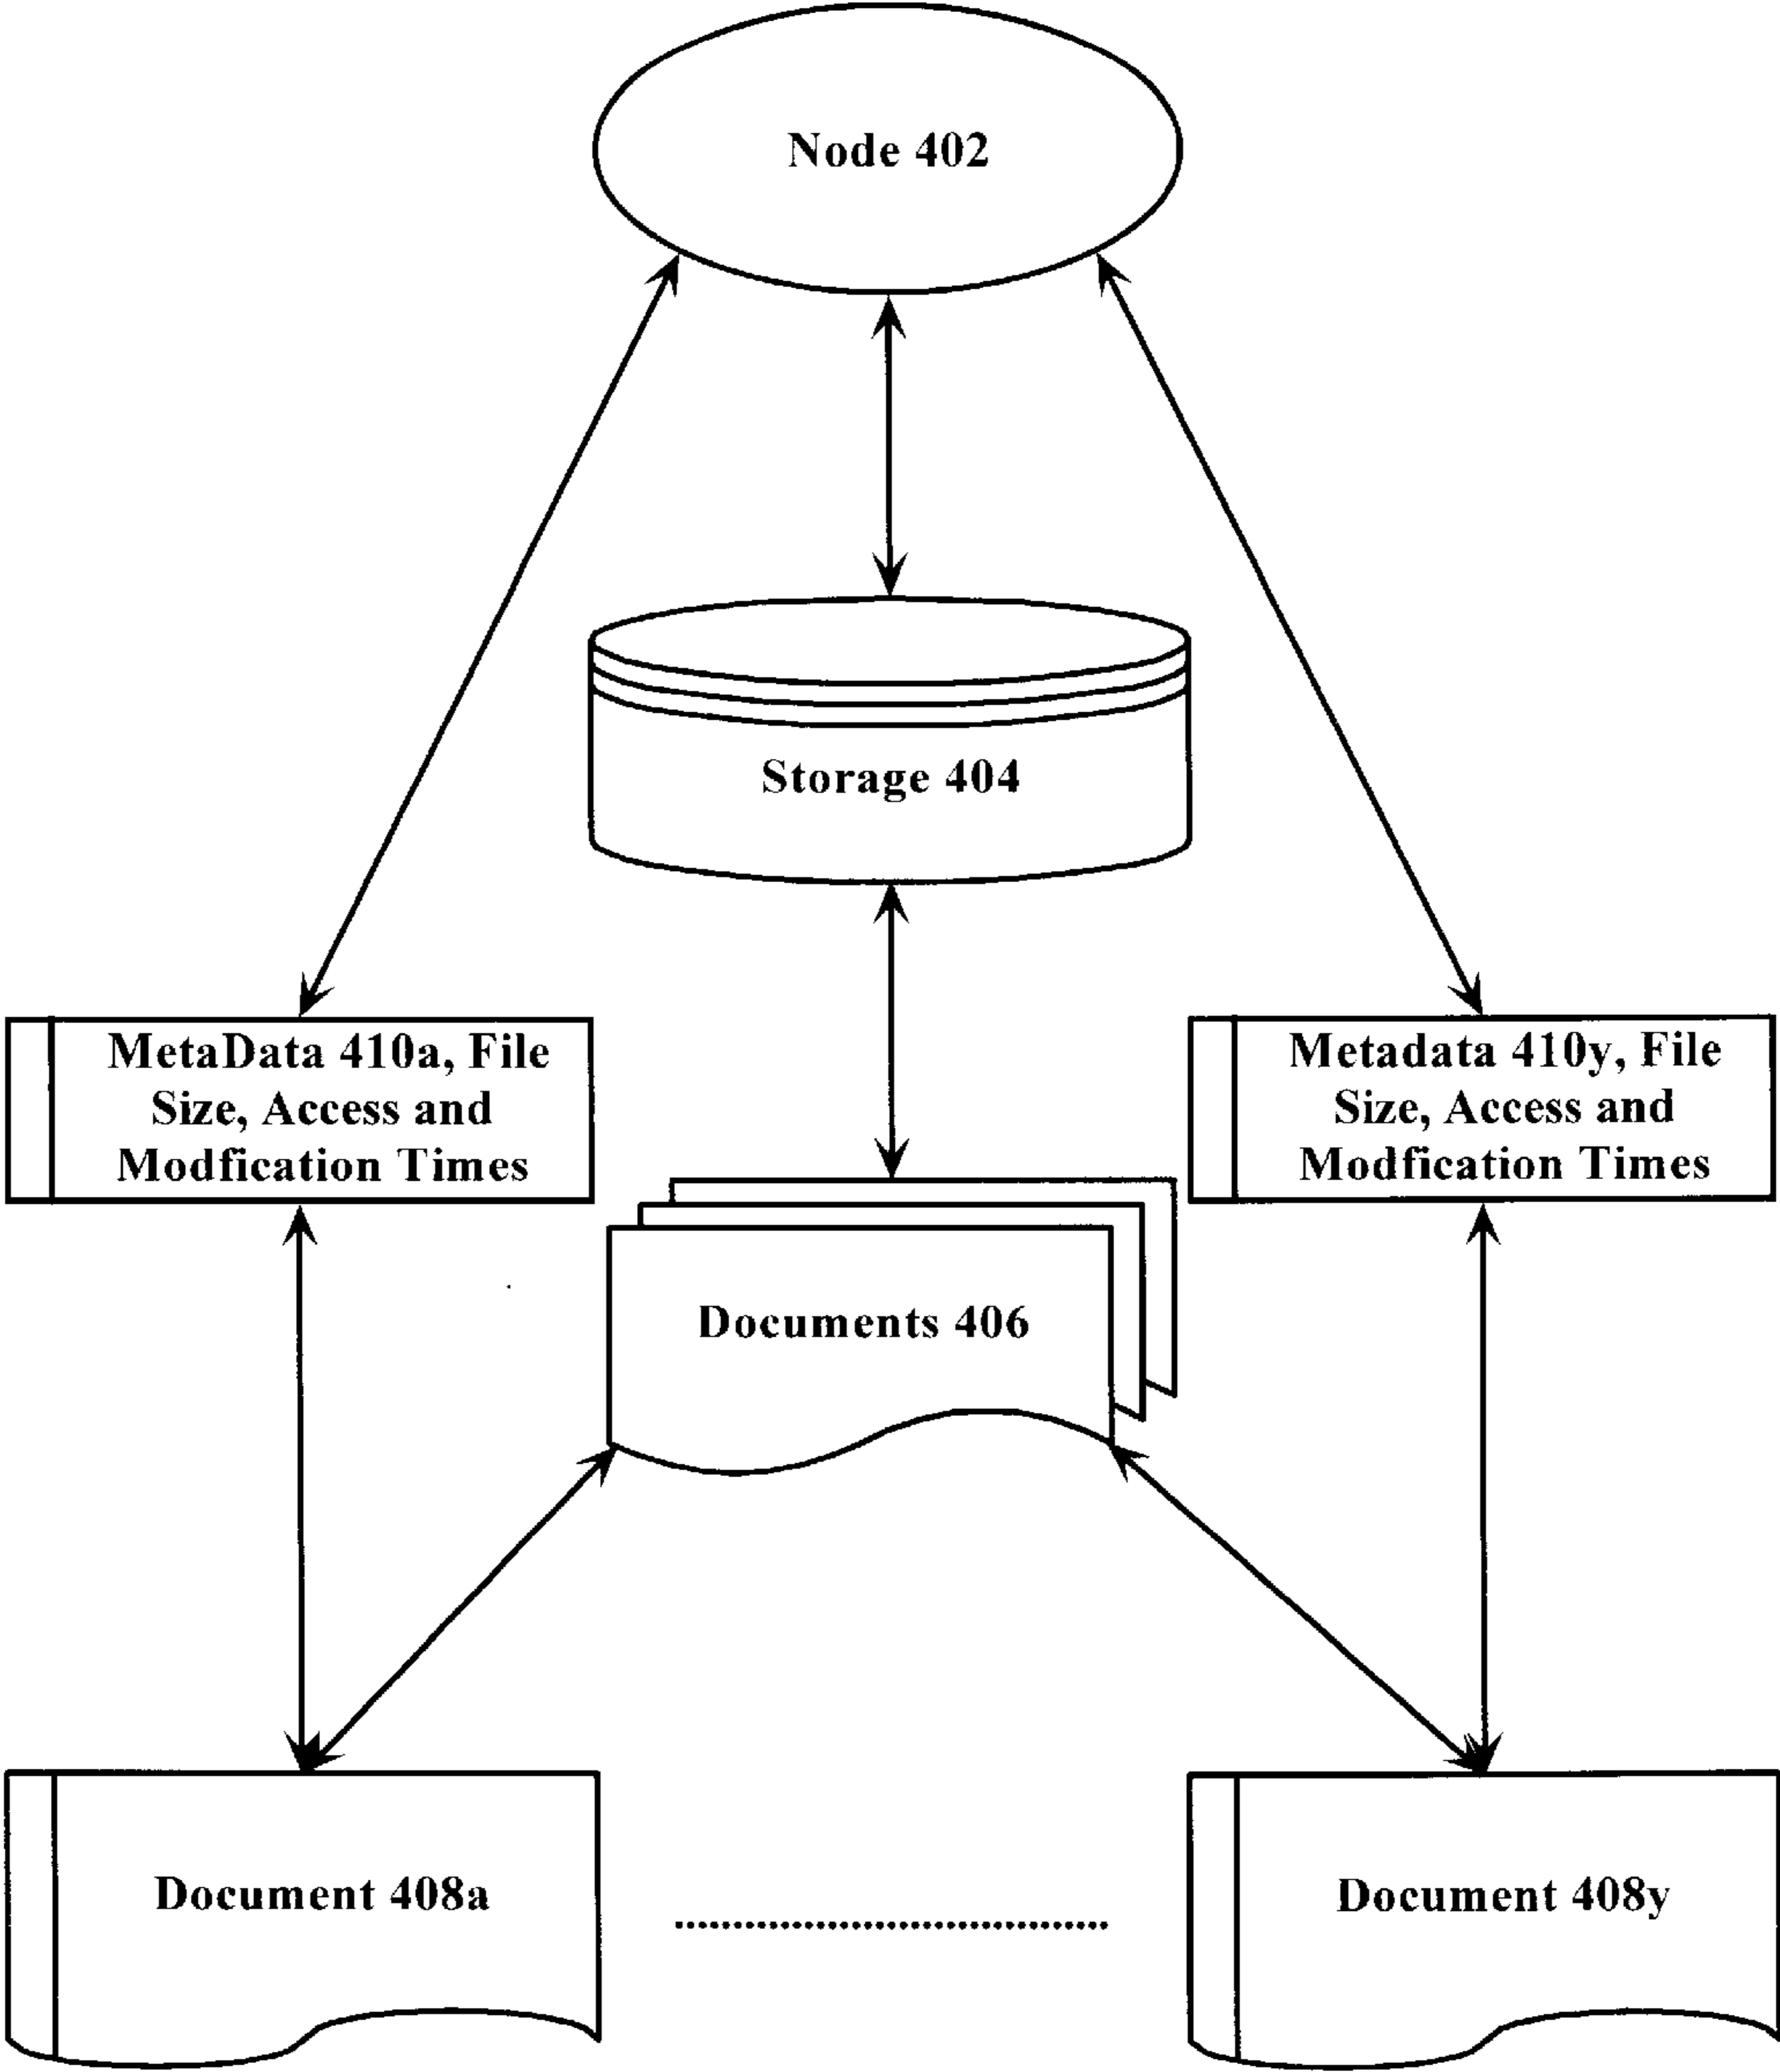 Node 402
Storage 404
MetaData 410a, File
Size, Access and
Modfication Times
Metadata 410y, File
Size, Access and
Modfication Times
Documents 406
Document 408a
Document 408y